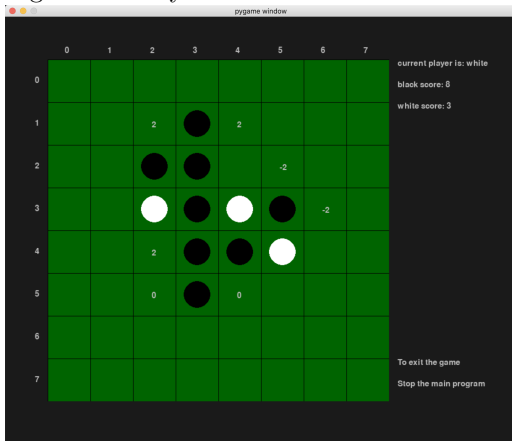 pygame window
0 1 2 3 4 5 6 7
current player is: white
0
black score: 8
white score: 3
1 2 2
2 -2
3 -2
4 2
5 0 0
6
To exit the game
7
Stop the main program